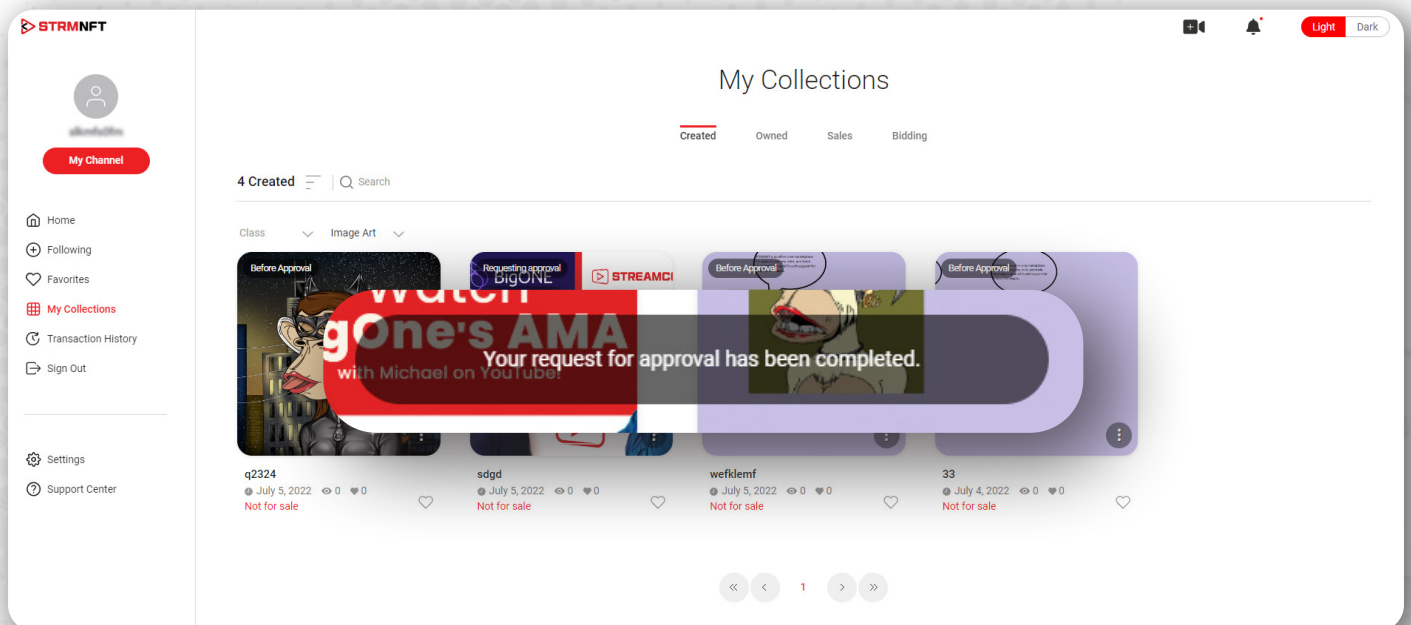 STRMNFT
Light Dark
My Channel
Home
Following
Favorites
My Collections
Transaction History
Sign Out
Settings
Support Center
My Collections
Created Owned Sales Bidding
4 Created Search
Class Image Art
Before Approval
Requesting approval
Before Approval
Before Approval
BigONE STREAMCI
Watch
gOne's AMA
with Michael on YouTube!
Your request for approval has been completed.
q2324
July 5, 2022 0 0
Not for sale
sdgd
July 5, 2022 0 0
Not for sale
wefklemf
July 5, 2022 0 0
Not for sale
33
July 4, 2022 0 0
Not for sale
« < 1 > »